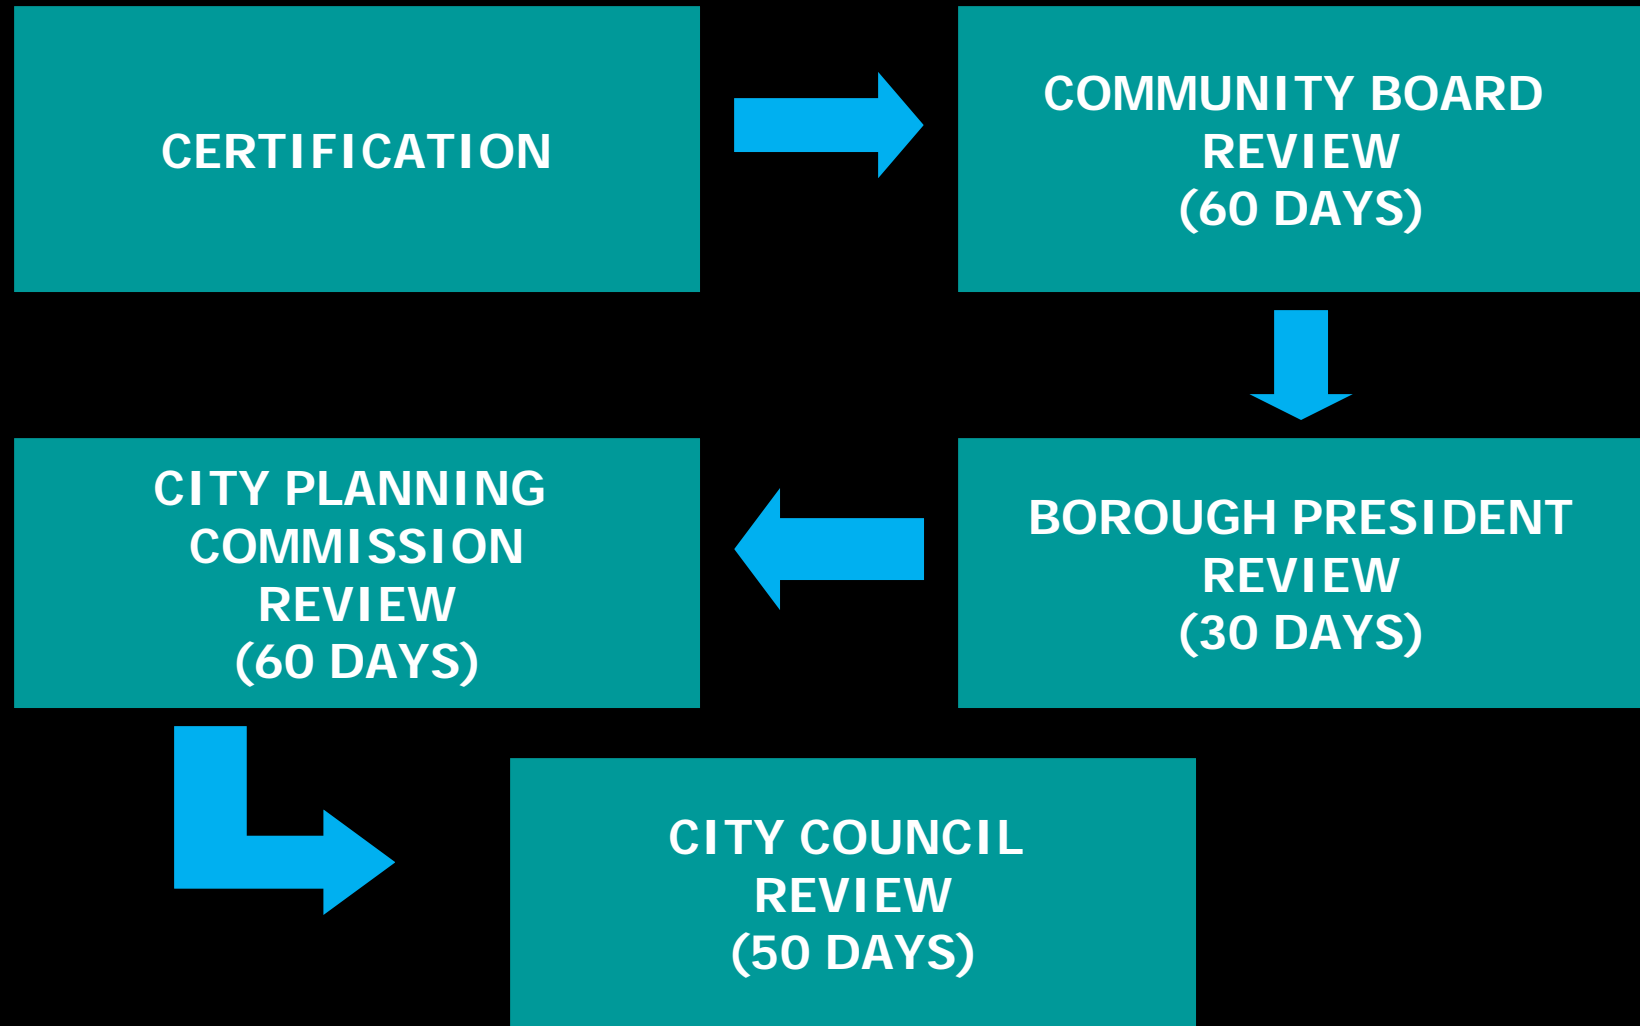 CERTIFICATION
COMMUNITY BOARD
REVIEW
(60 DAYS)
BOROUGH PRESIDENT
REVIEW
(30 DAYS)
CITY PLANNING
COMMISSION
REVIEW
(60 DAYS)
CITY COUNCIL
REVIEW
(50 DAYS)